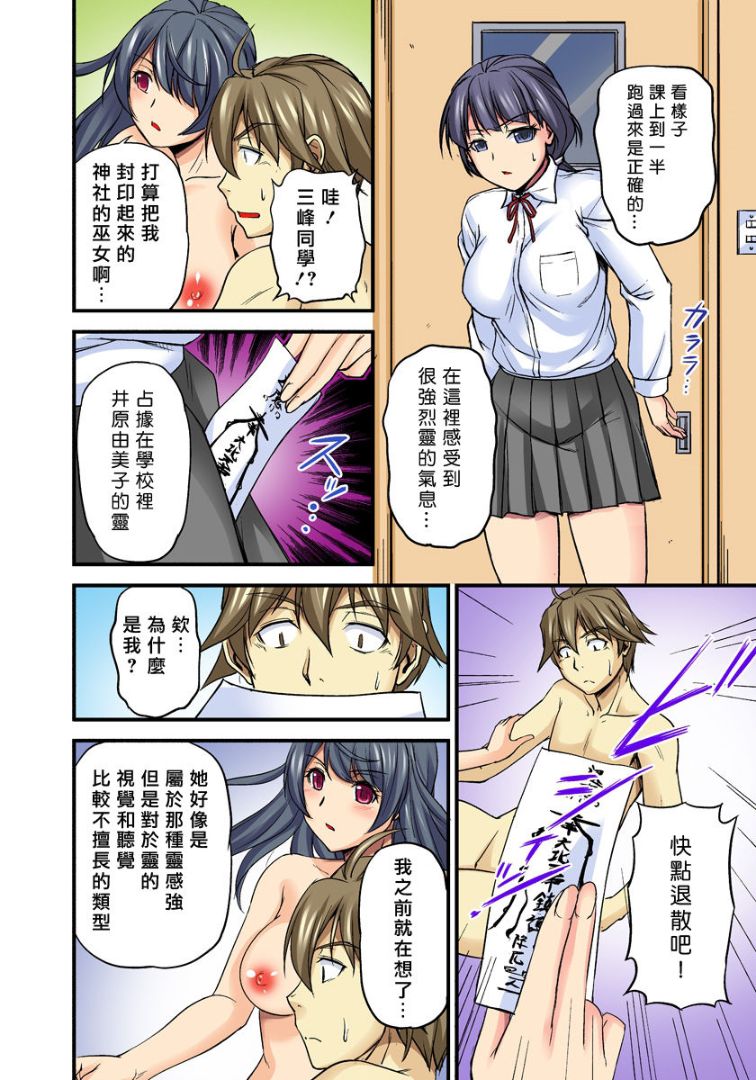 看樣子
課上到一半
跑過來是正確的…
カララ…
在這裡感受到
很強烈靈的氣息…
哇！
三峰同學！？
打算把我
封印起來的
神社的巫女啊…
スッ…
占據在學校裡
井原由美子的靈
快點退散吧！
欸…
為什麼
是我？
我之前就在想了…
她好像是
屬於那種靈感強
但是對於靈的
視覺和聽覺
比較不擅長的類型